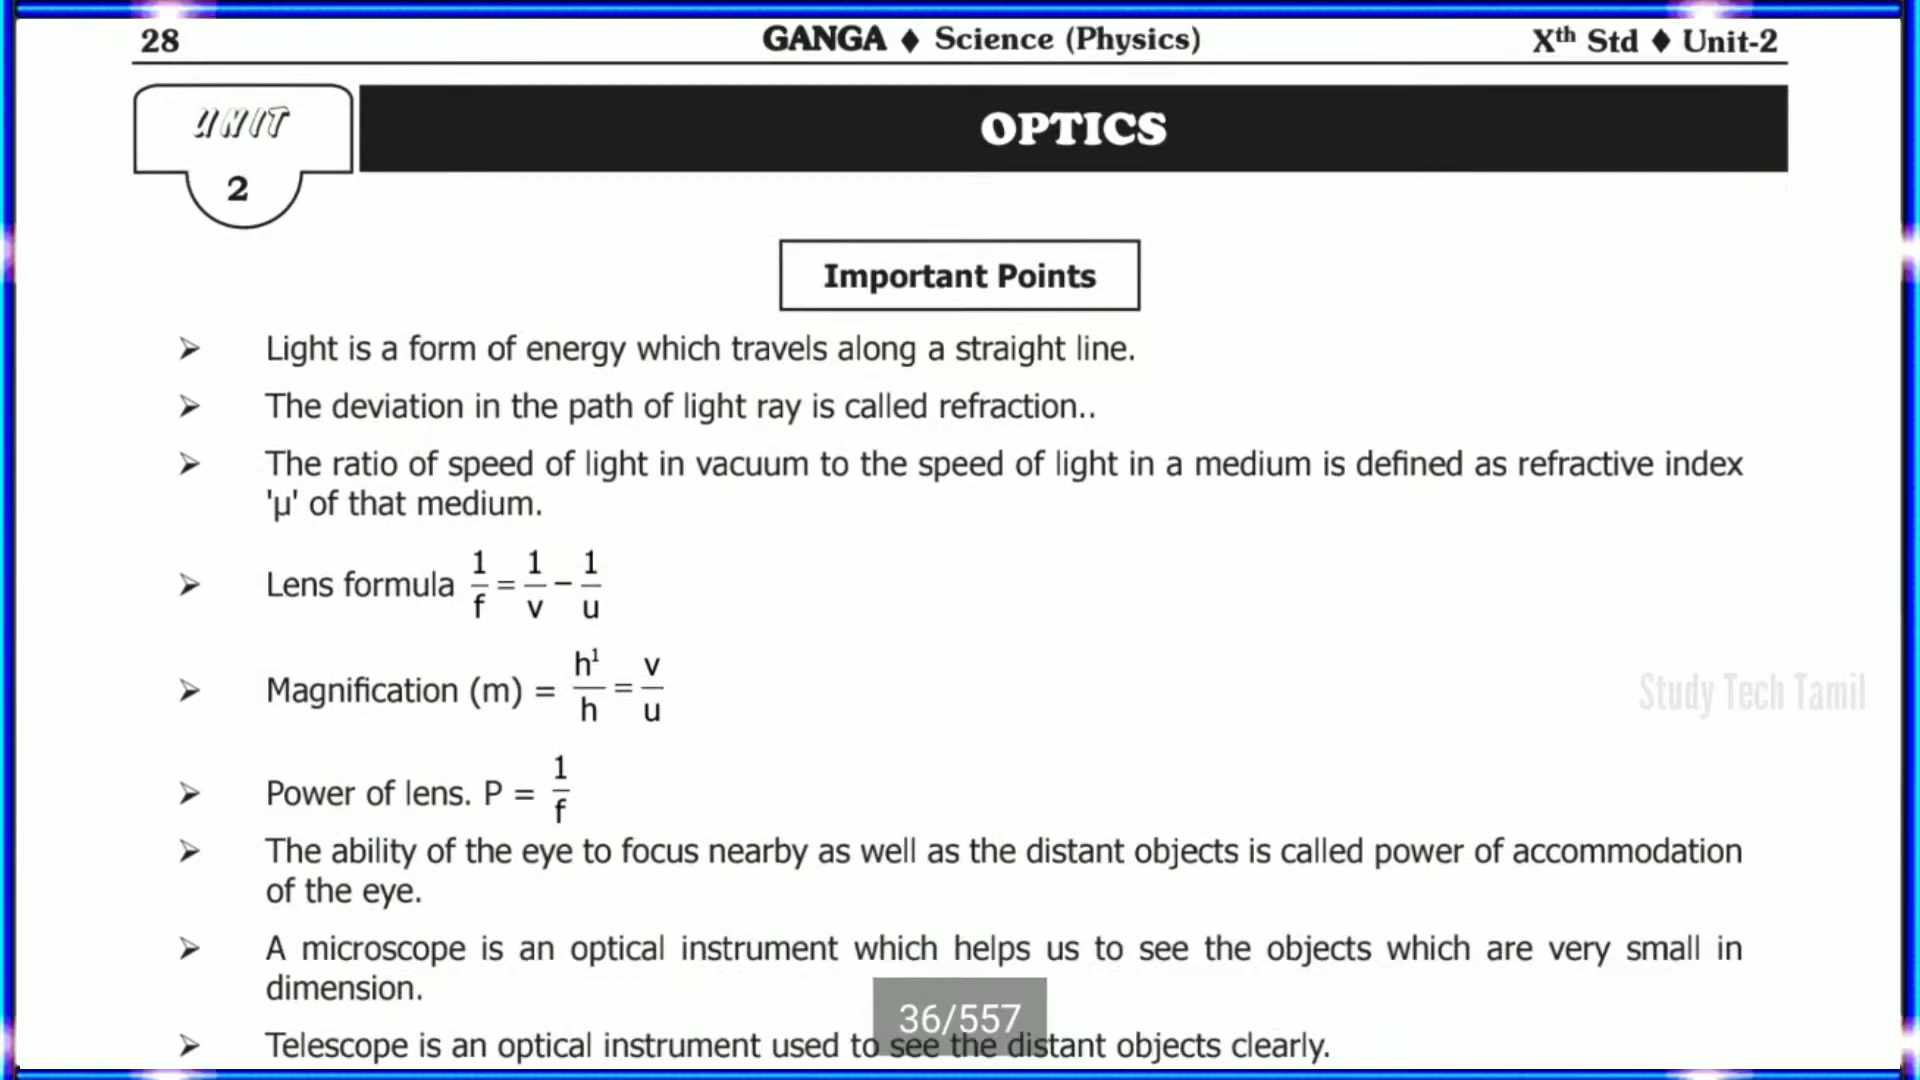 28 GANGA ♦ Science (Physics) Xth Std ♦ Unit-2
UNIT
2
OPTICS
Important Points
➢ Light is a form of energy which travels along a straight line.
➢ The deviation in the path of light ray is called refraction..
➢ The ratio of speed of light in vacuum to the speed of light in a medium is defined as refractive index
'μ' of that medium.
➢ Lens formula 1/f = 1/v − 1/u
➢ Magnification (m) = h¹/h = v/u
➢ Power of lens. P = 1/f
➢ The ability of the eye to focus nearby as well as the distant objects is called power of accommodation
of the eye.
➢ A microscope is an optical instrument which helps us to see the objects which are very small in
dimension.
➢ Telescope is an optical instrument used to see the distant objects clearly.
36/557
Study Tech Tamil